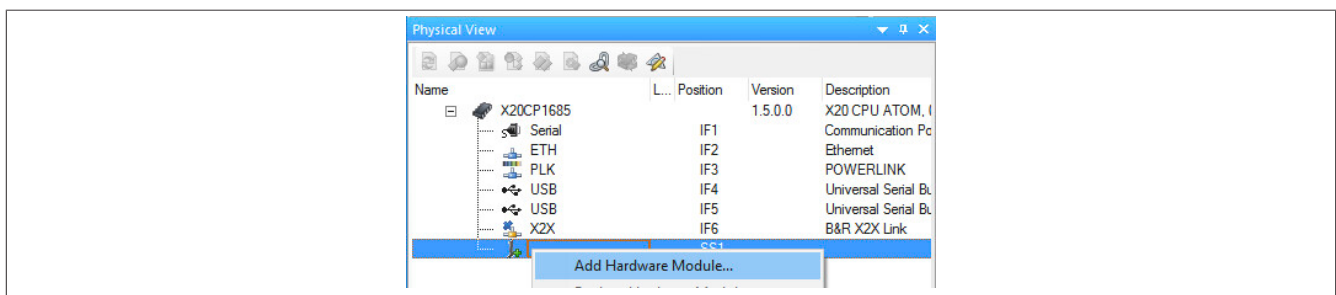 Physical View
Name L... Position Version Description
X20CP1685 1.5.0.0 X20 CPU ATOM, (
Serial IF1 Communication Po
ETH IF2 Ethernet
PLK IF3 POWERLINK
USB IF4 Universal Serial Bu
USB IF5 Universal Serial Bu
X2X IF6 B&R X2X Link
SS1
Add Hardware Module...